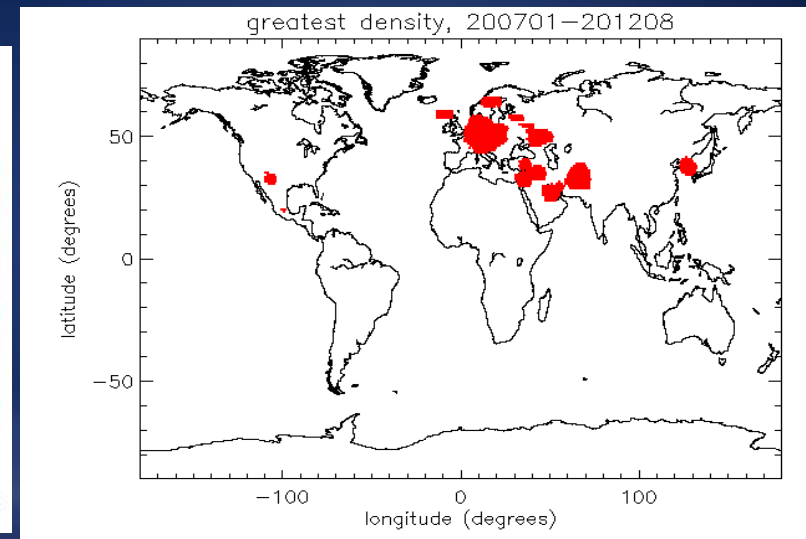 greatest density, 200701-201208
50
0
-50
latitude (degrees)
-100 0 100
longitude (degrees)